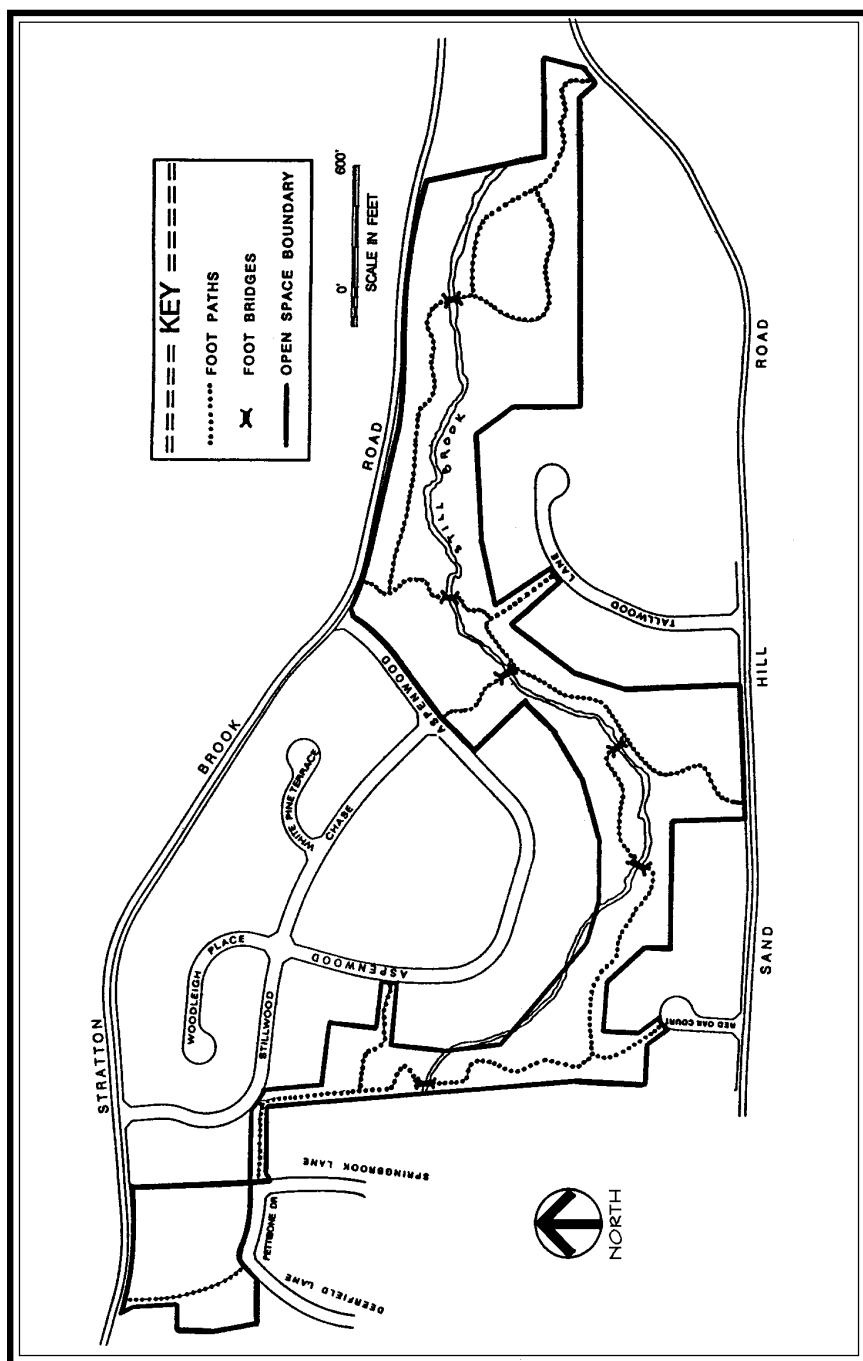 ===== KEY =====
FOOT PATHS
FOOT BRIDGES
OPEN SPACE BOUNDARY
0'
600'
SCALE IN FEET
STRATTON
BROOK
ROAD
WOODLEIGH PLACE
WHITE PINE TERRACE
STILLWOOD
CHASE
ASPENWOOD
ASPENWOOD
STILL BROOK
TALLWOOD
LANE
RED OAK COURT
SAND
HILL
ROAD
SPRINGBROOK LANE
PETTIBONE DR
DEERFIELD LANE
NORTH